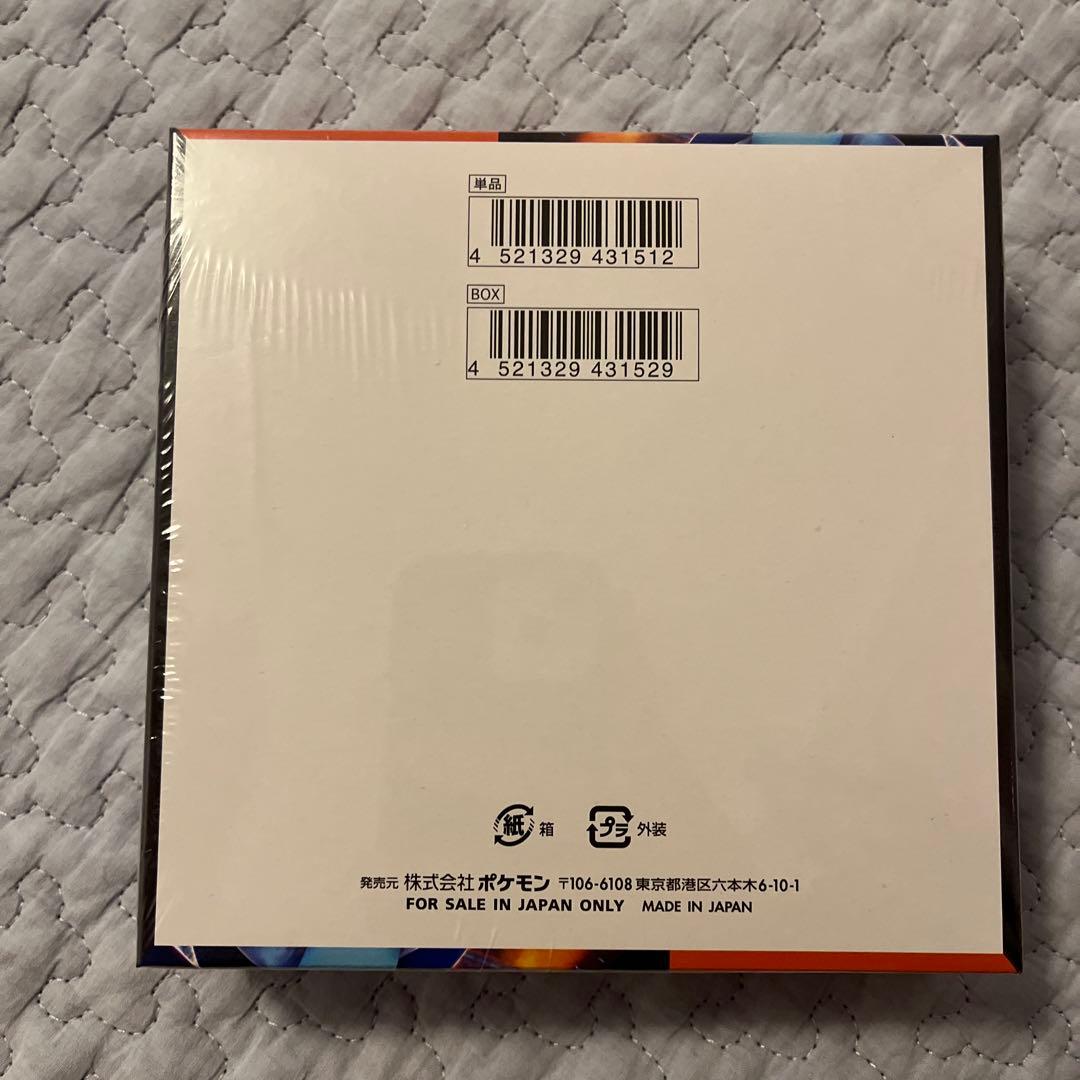 単品
4 521329 431512
BOX
4 521329 431529
紙 箱 プラ 外装
発売元 株式会社ポケモン 〒106-6108 東京都港区六本木6-10-1
FOR SALE IN JAPAN ONLY MADE IN JAPAN